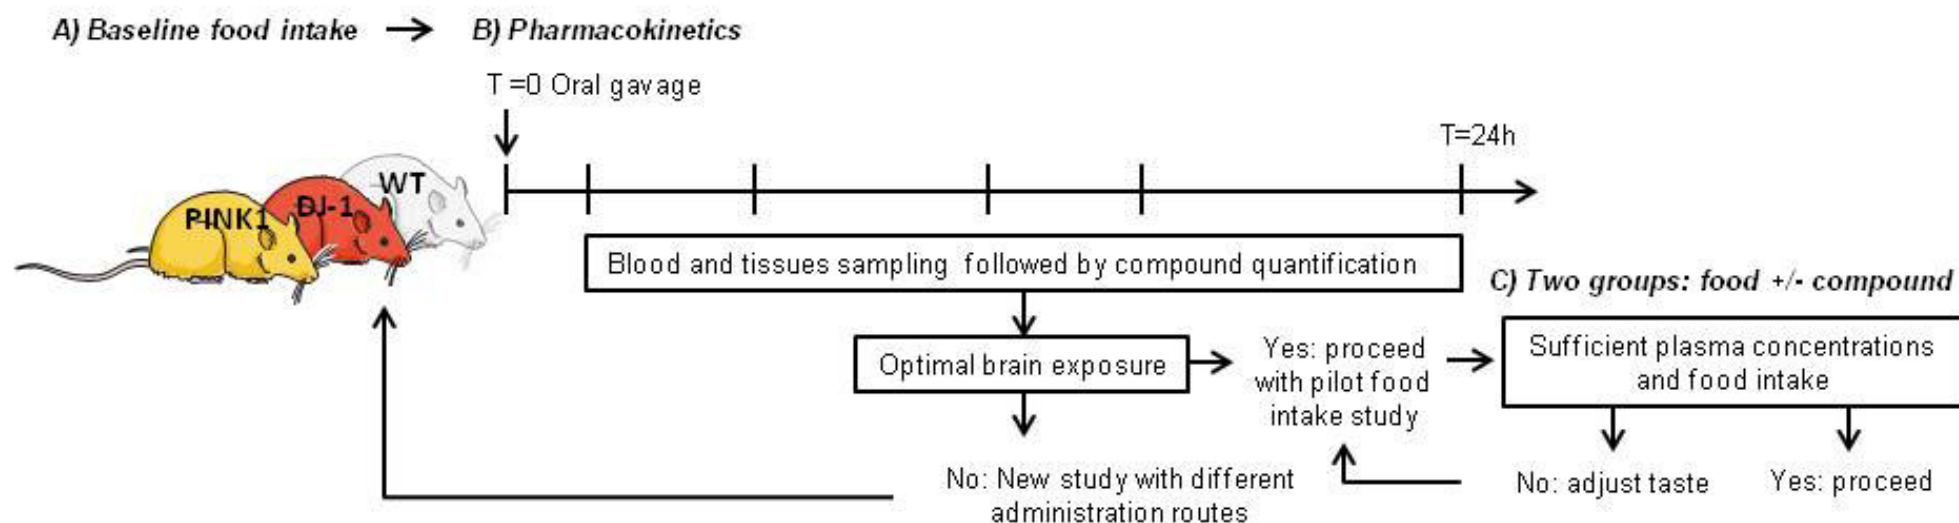 A) Baseline food intake
B) Pharmacokinetics
T =0 Oral gavage
T=24h
PINK1
DJ-1
WT
Blood and tissues sampling followed by compound quantification
C) Two groups: food +/- compound
Optimal brain exposure
Yes: proceed
with pilot food
intake study
Sufficient plasma concentrations
and food intake
No: New study with different
administration routes
No: adjust taste
Yes: proceed